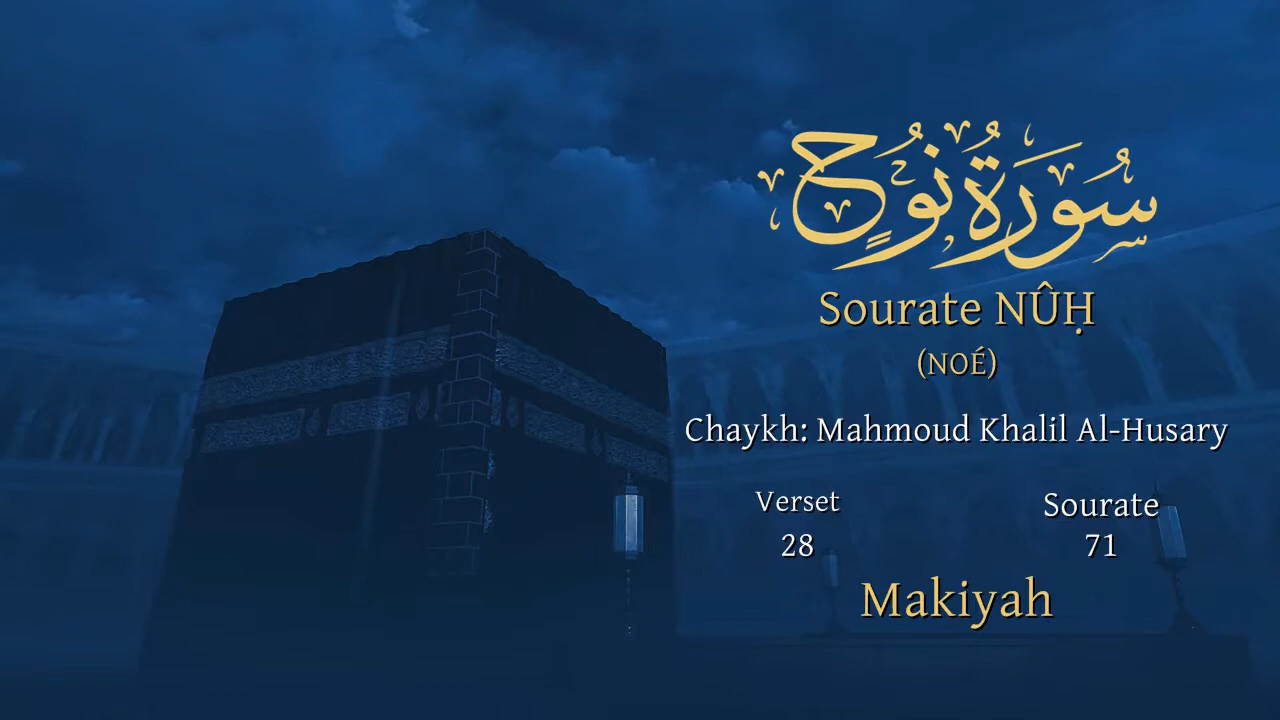 سُورَةُ نُوحٍ
Sourate NÛḤ
(NOÉ)
Chaykh: Mahmoud Khalil Al-Husary
Verset Sourate
28 71
Makiyah